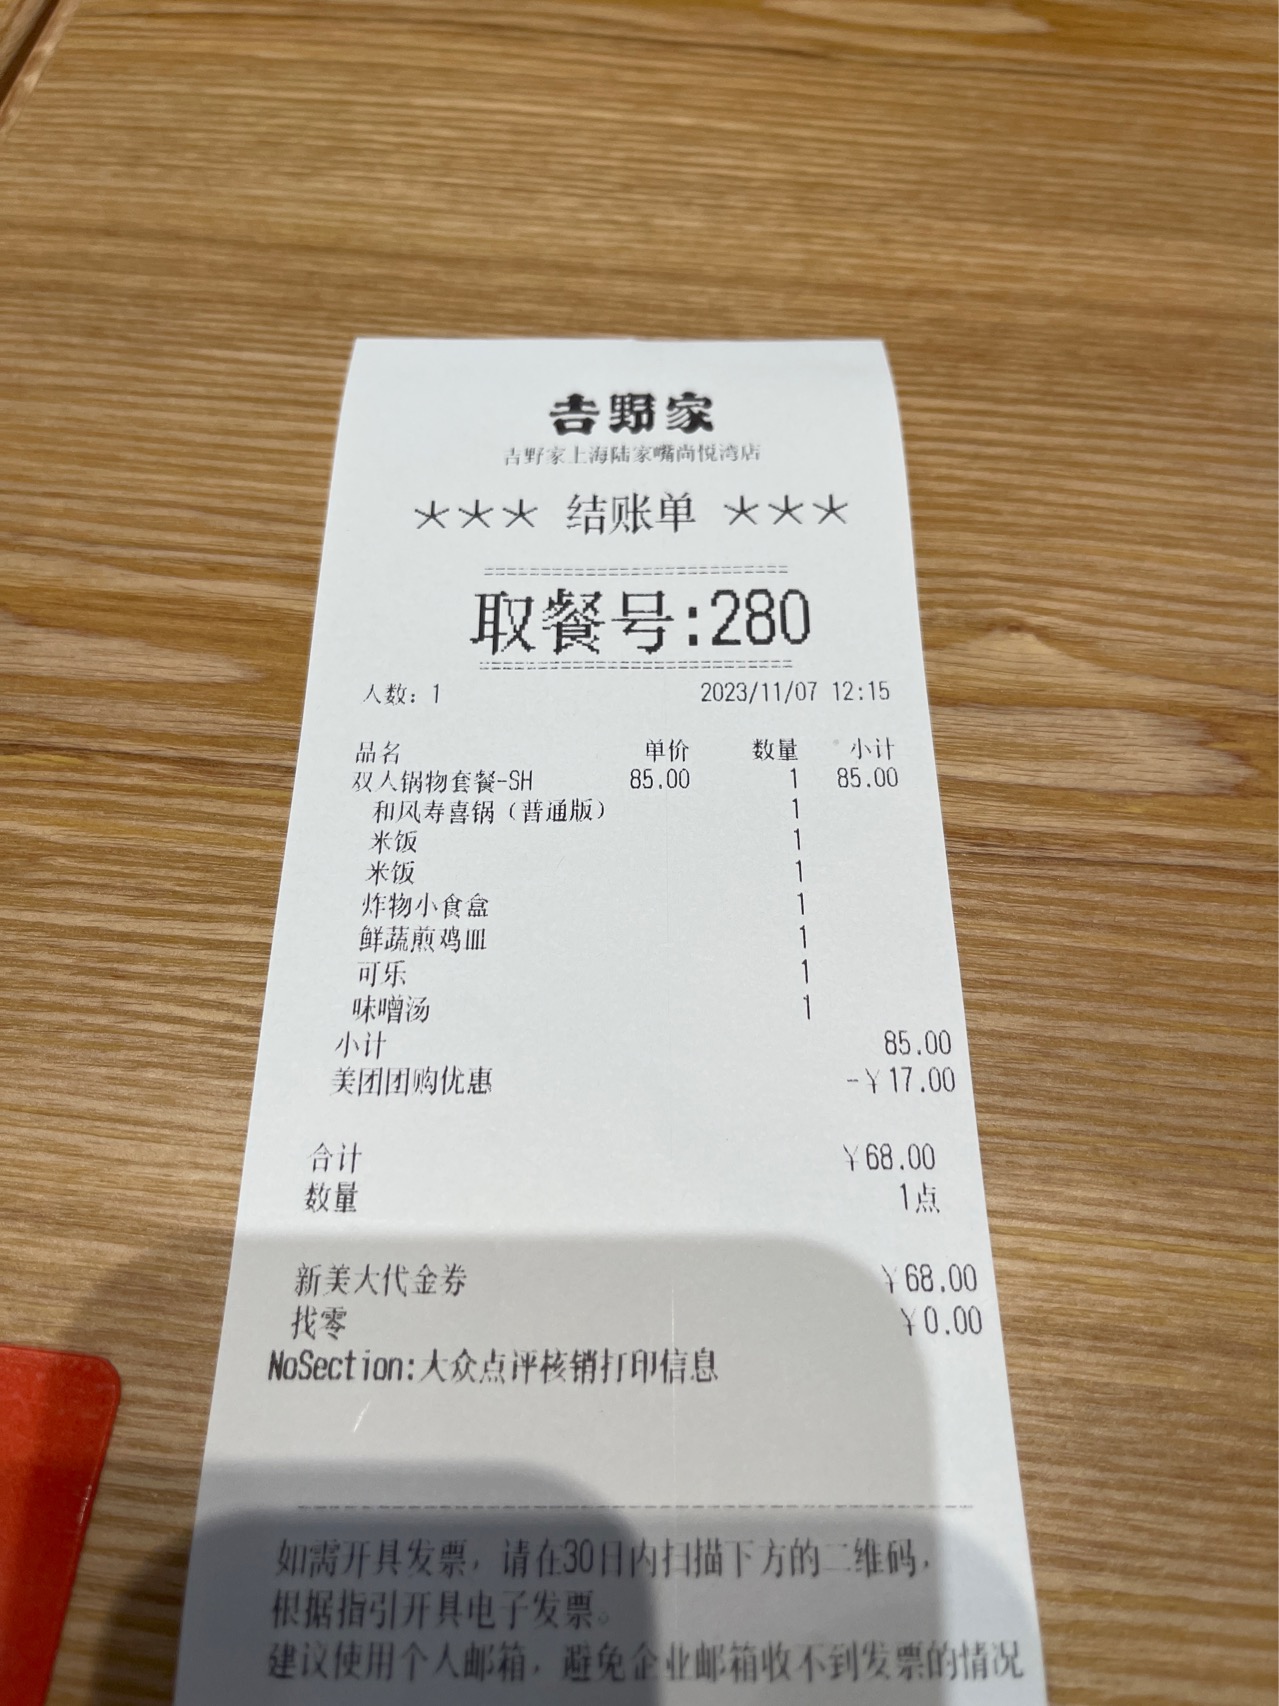 吉野家
吉野家上海陆家嘴尚悦湾店
*** 结账单 ***
取餐号:280
人数: 1 2023/11/07 12:15
品名 单价 数量 小计
双人锅物套餐-SH 85.00 1 85.00
和风寿喜锅（普通版） 1
米饭 1
米饭 1
炸物小食盒 1
鲜蔬煎鸡皿 1
可乐 1
味噌汤 1
小计 85.00
美团团购优惠 -¥17.00
合计 ¥68.00
数量 1点
新美大代金券 ¥68.00
找零 ¥0.00
NoSection:大众点评核销打印信息
如需开具发票，请在30日内扫描下方的二维码，
根据指引开具电子发票。
建议使用个人邮箱，避免企业邮箱收不到发票的情况